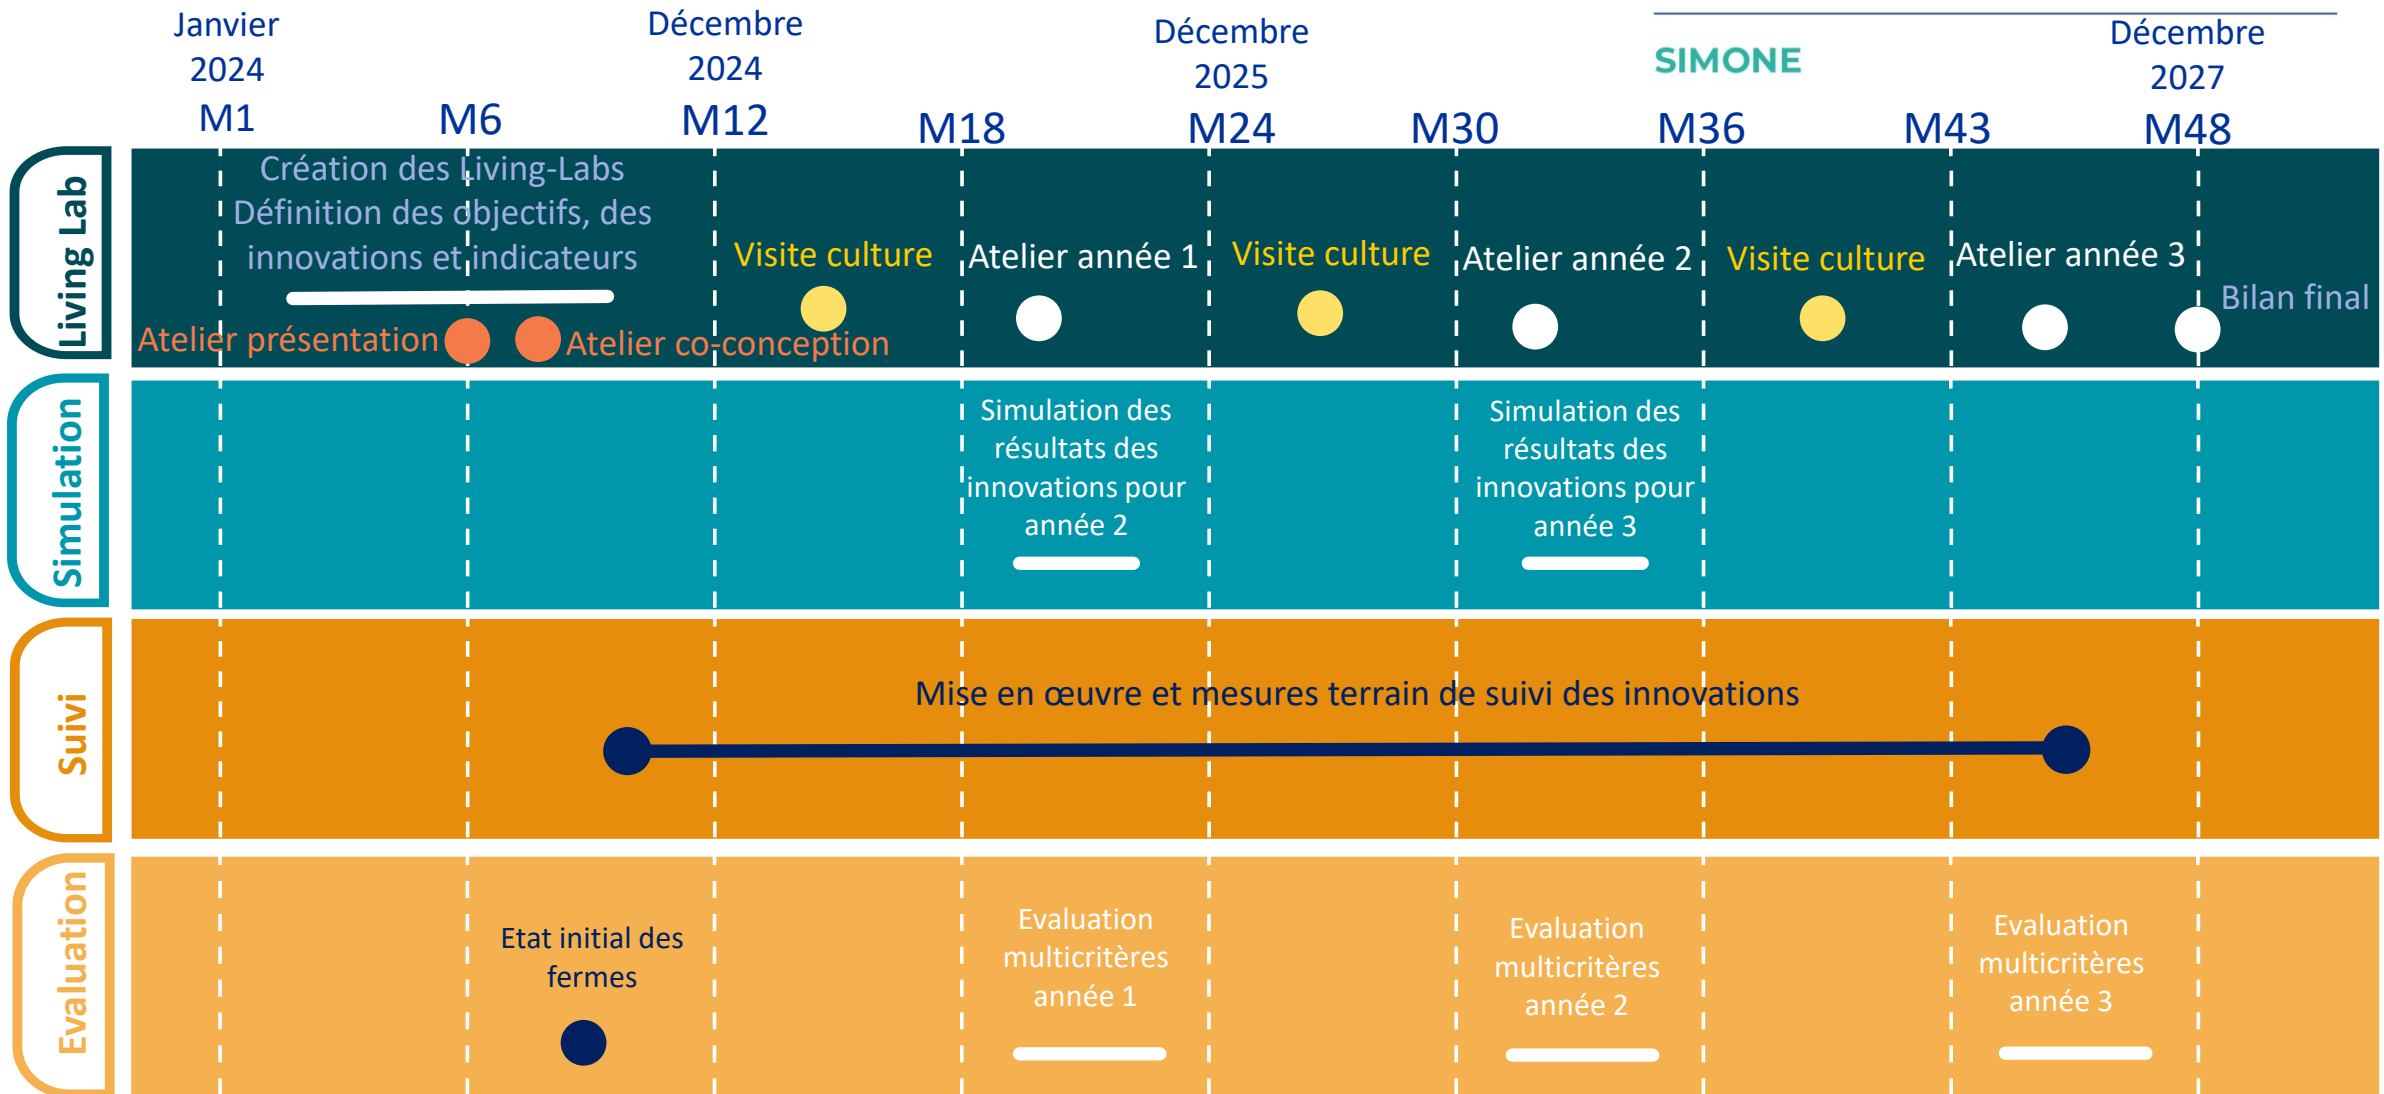 Janvier
2024
Décembre
2024
Décembre
2025
SIMONE
Décembre
2027
M1
M6
M12
M18
M24
M30
M36
M43
M48
Living Lab
Création des Living-Labs
Définition des objectifs, des
innovations et indicateurs
Atelier présentation
Atelier co-conception
Visite culture
Atelier année 1
Visite culture
Atelier année 2
Visite culture
Atelier année 3
Bilan final
Simulation
Simulation des
résultats des
innovations pour
année 2
Simulation des
résultats des
innovations pour
année 3
Suivi
Mise en œuvre et mesures terrain de suivi des innovations
Evaluation
Etat initial des
fermes
Evaluation
multicritères
année 1
Evaluation
multicritères
année 2
Evaluation
multicritères
année 3